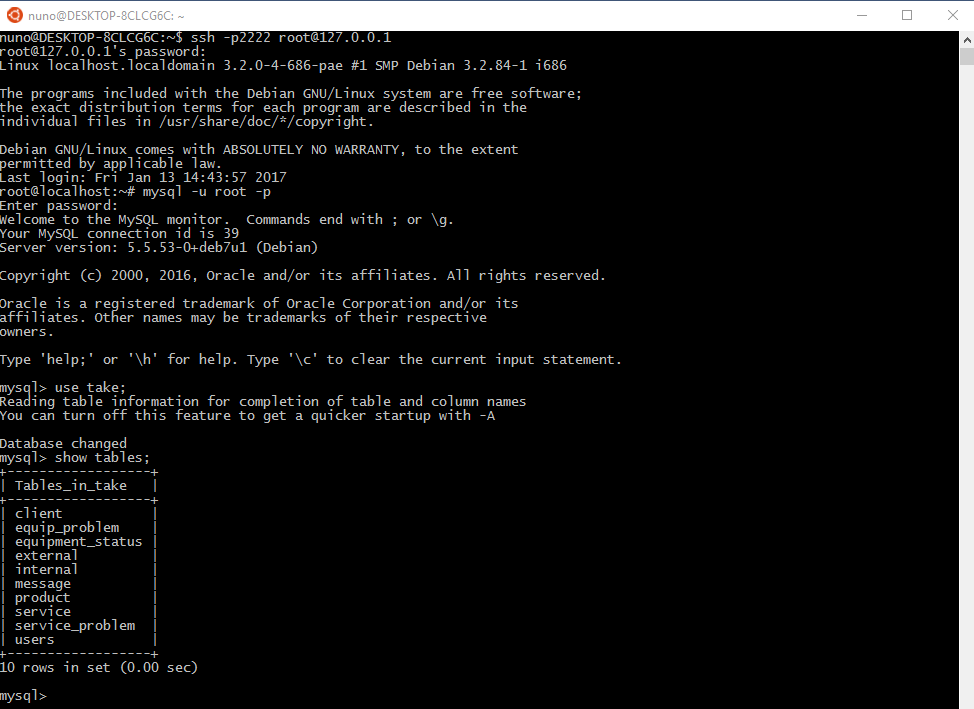 nuno@DESKTOP-8CLCG6C: ~
nuno@DESKTOP-8CLCG6C:~$ ssh -p2222 root@127.0.0.1
root@127.0.0.1's password:
Linux localhost.localdomain 3.2.0-4-686-pae #1 SMP Debian 3.2.84-1 i686

The programs included with the Debian GNU/Linux system are free software;
the exact distribution terms for each program are described in the
individual files in /usr/share/doc/*/copyright.

Debian GNU/Linux comes with ABSOLUTELY NO WARRANTY, to the extent
permitted by applicable law.
Last login: Fri Jan 13 14:43:57 2017
root@localhost:~# mysql -u root -p
Enter password:
Welcome to the MySQL monitor.  Commands end with ; or \g.
Your MySQL connection id is 39
Server version: 5.5.53-0+deb7u1 (Debian)

Copyright (c) 2000, 2016, Oracle and/or its affiliates. All rights reserved.

Oracle is a registered trademark of Oracle Corporation and/or its
affiliates. Other names may be trademarks of their respective
owners.

Type 'help;' or '\h' for help. Type '\c' to clear the current input statement.

mysql> use take;
Reading table information for completion of table and column names
You can turn off this feature to get a quicker startup with -A

Database changed
mysql> show tables;
+------------------+
| Tables_in_take   |
+------------------+
| client           |
| equip_problem    |
| equipment_status |
| external         |
| internal         |
| message          |
| product          |
| service          |
| service_problem  |
| users            |
+------------------+
10 rows in set (0.00 sec)

mysql>